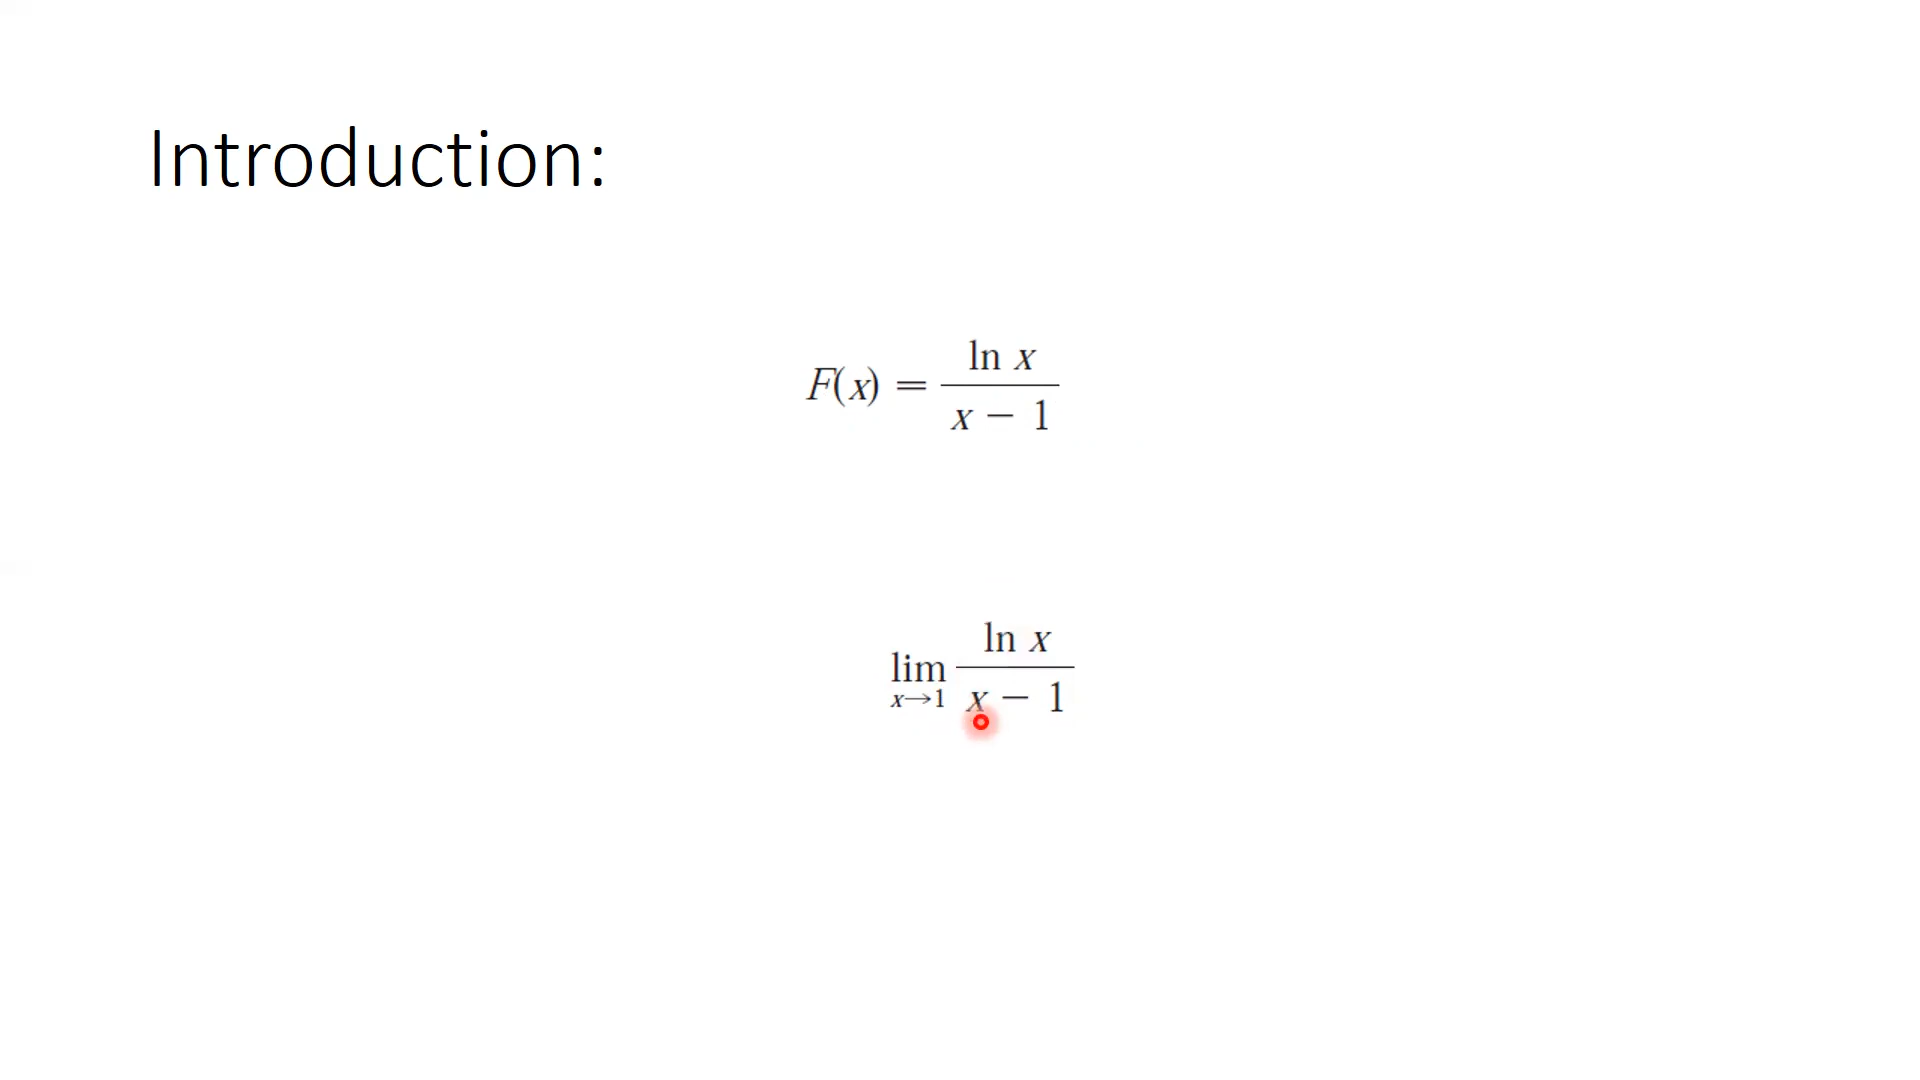 Introduction:
F(x) = ln x / x − 1
lim x→1 ln x / x − 1